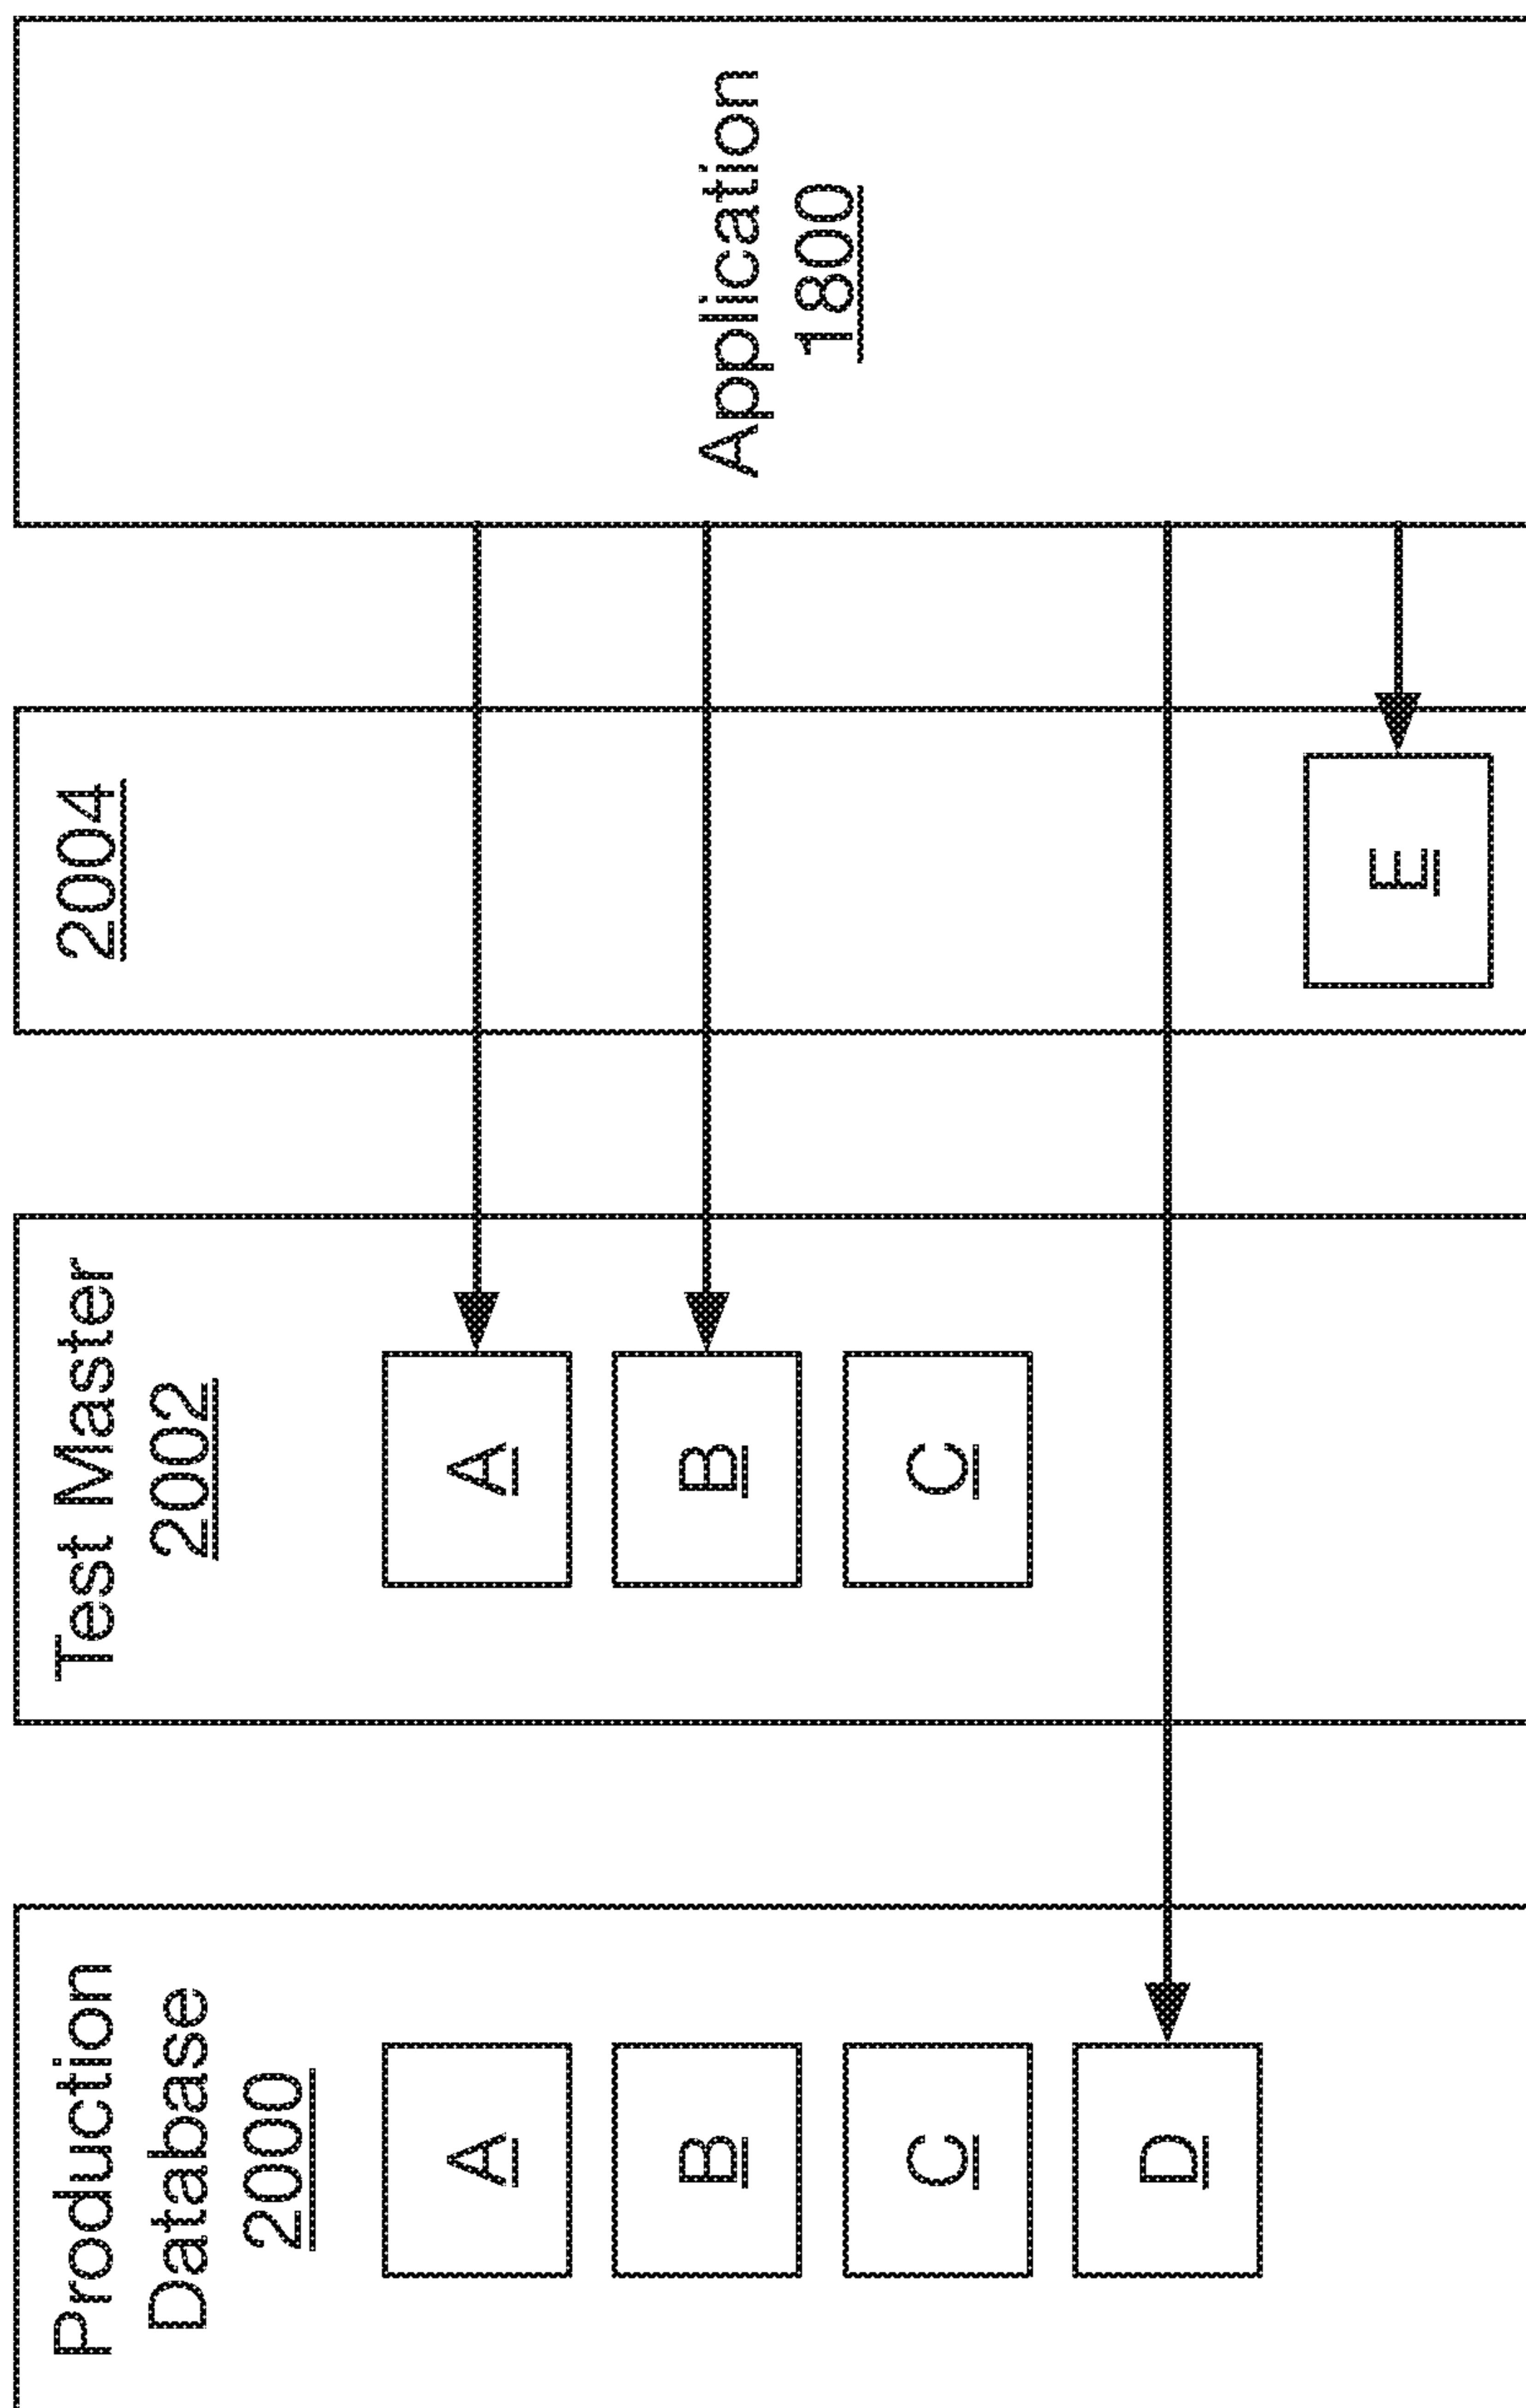 Production
Database
2000
A
B
C
D
Test Master
2002
A
B
C
2004
E
Application
1800